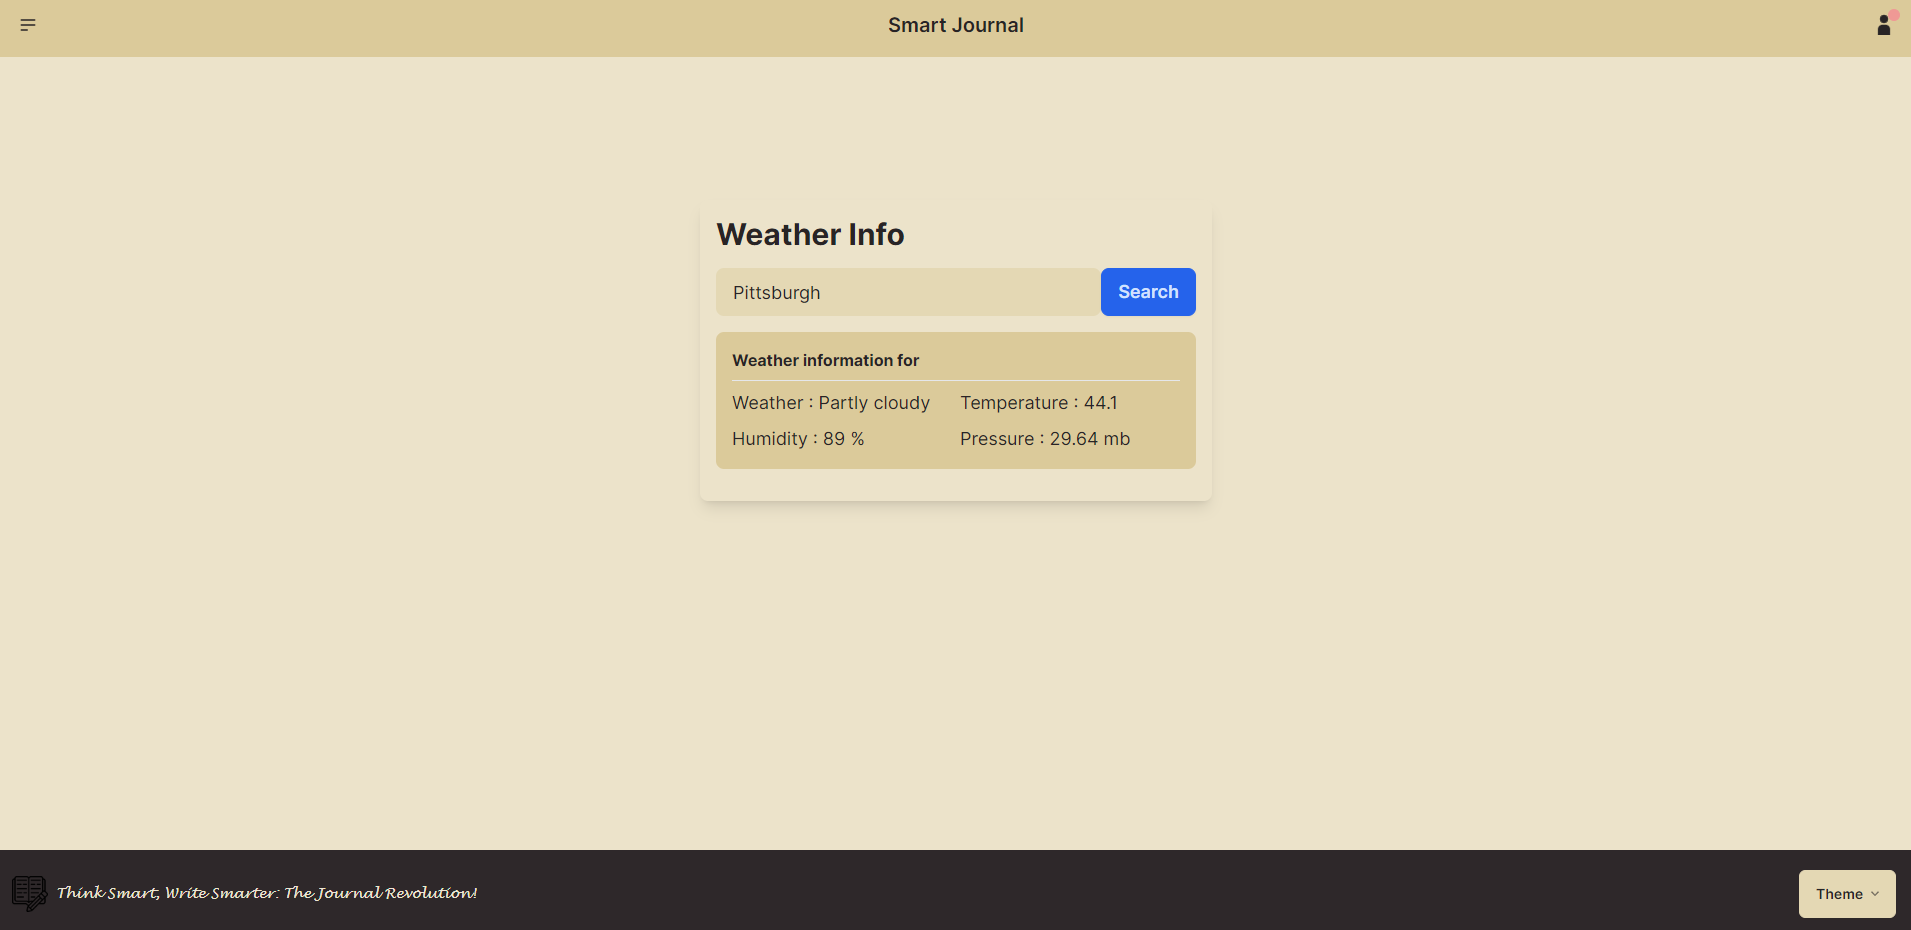 Smart Journal
Weather Info
Pittsburgh
Search
Weather information for
Weather : Partly cloudy
Temperature : 44.1
Humidity : 89 %
Pressure : 29.64 mb
Think Smart, Write Smarter: The Journal Revolution!
Theme